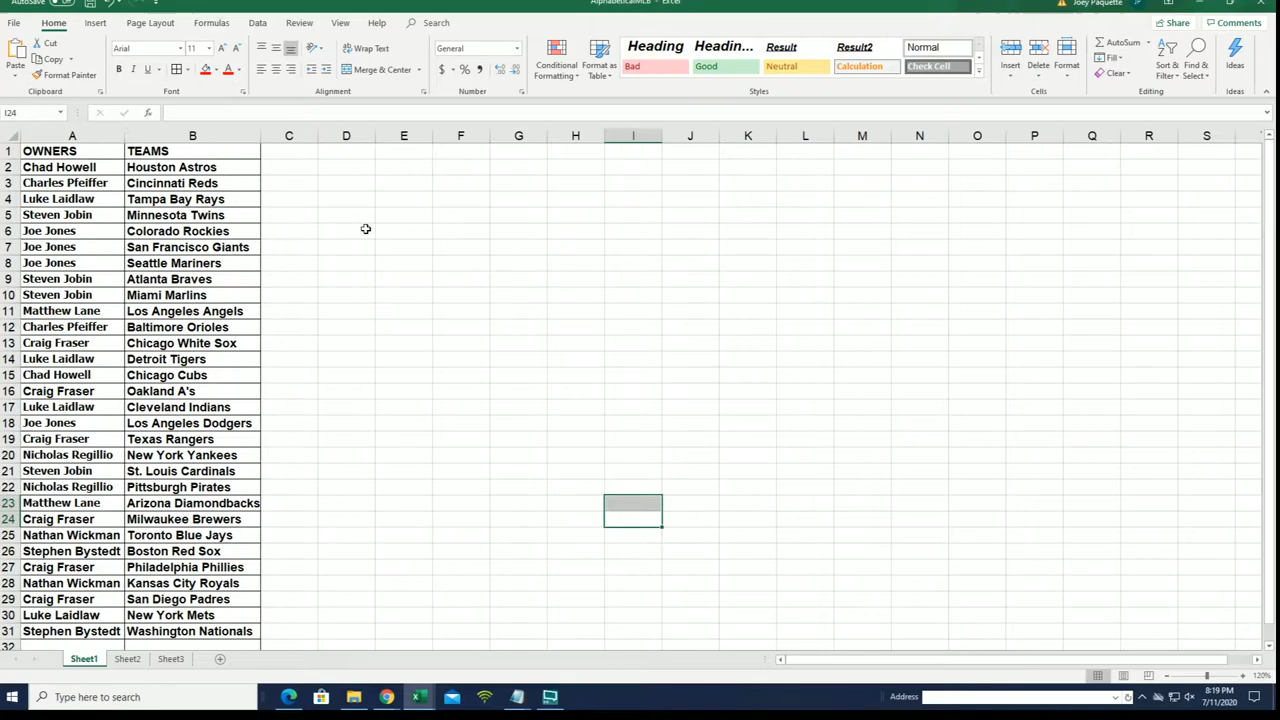 AutoSave Off AlphabeticalMLB - Excel Joey Paquette JP
File Home Insert Page Layout Formulas Data Review View Help Search Share Comments
Cut Arial 11 Wrap Text General Heading Headin... Result Result2 Normal AutoSum
Copy Fill
Paste Format Painter Merge & Center Conditional Formatting Format as Table Bad Good Neutral Calculation Check Cell Insert Delete Format Clear Sort & Filter Find & Select Ideas
Clipboard Font Alignment Number Styles Cells Editing Ideas
I24 fx
A B C D E F G H I J K L M N O P Q R S
1 OWNERS TEAMS
2 Chad Howell Houston Astros
3 Charles Pfeiffer Cincinnati Reds
4 Luke Laidlaw Tampa Bay Rays
5 Steven Jobin Minnesota Twins
6 Joe Jones Colorado Rockies
7 Joe Jones San Francisco Giants
8 Joe Jones Seattle Mariners
9 Steven Jobin Atlanta Braves
10 Steven Jobin Miami Marlins
11 Matthew Lane Los Angeles Angels
12 Charles Pfeiffer Baltimore Orioles
13 Craig Fraser Chicago White Sox
14 Luke Laidlaw Detroit Tigers
15 Chad Howell Chicago Cubs
16 Craig Fraser Oakland A's
17 Luke Laidlaw Cleveland Indians
18 Joe Jones Los Angeles Dodgers
19 Craig Fraser Texas Rangers
20 Nicholas Regillio New York Yankees
21 Steven Jobin St. Louis Cardinals
22 Nicholas Regillio Pittsburgh Pirates
23 Matthew Lane Arizona Diamondbacks
24 Craig Fraser Milwaukee Brewers
25 Nathan Wickman Toronto Blue Jays
26 Stephen Bystedt Boston Red Sox
27 Craig Fraser Philadelphia Phillies
28 Nathan Wickman Kansas City Royals
29 Craig Fraser San Diego Padres
30 Luke Laidlaw New York Mets
31 Stephen Bystedt Washington Nationals
32
Sheet1 Sheet2 Sheet3
120%
Type here to search Address 8:19 PM
7/11/2020